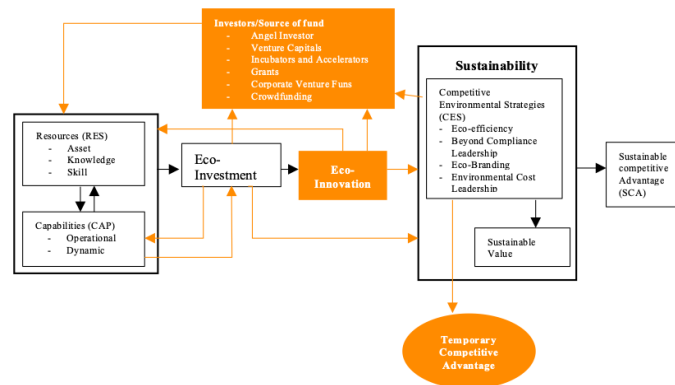 Investors/Source of fund
- Angel Investor
- Venture Capitals
- Incubators and Accelerators
- Grants
- Corporate Venture Funs
- Crowdfunding
Resources (RES)
- Asset
- Knowledge
- Skill
Capabilities (CAP)
- Operational
- Dynamic
Eco-
Investment
Eco-
Innovation
Sustainability
Competitive
Environmental Strategies
(CES)
- Eco-efficiency
- Beyond Compliance
Leadership
- Eco-Branding
- Environmental Cost
Leadership
Sustainable
Value
Sustainable
competitive
Advantage
(SCA)
Temporary
Competitive
Advantage